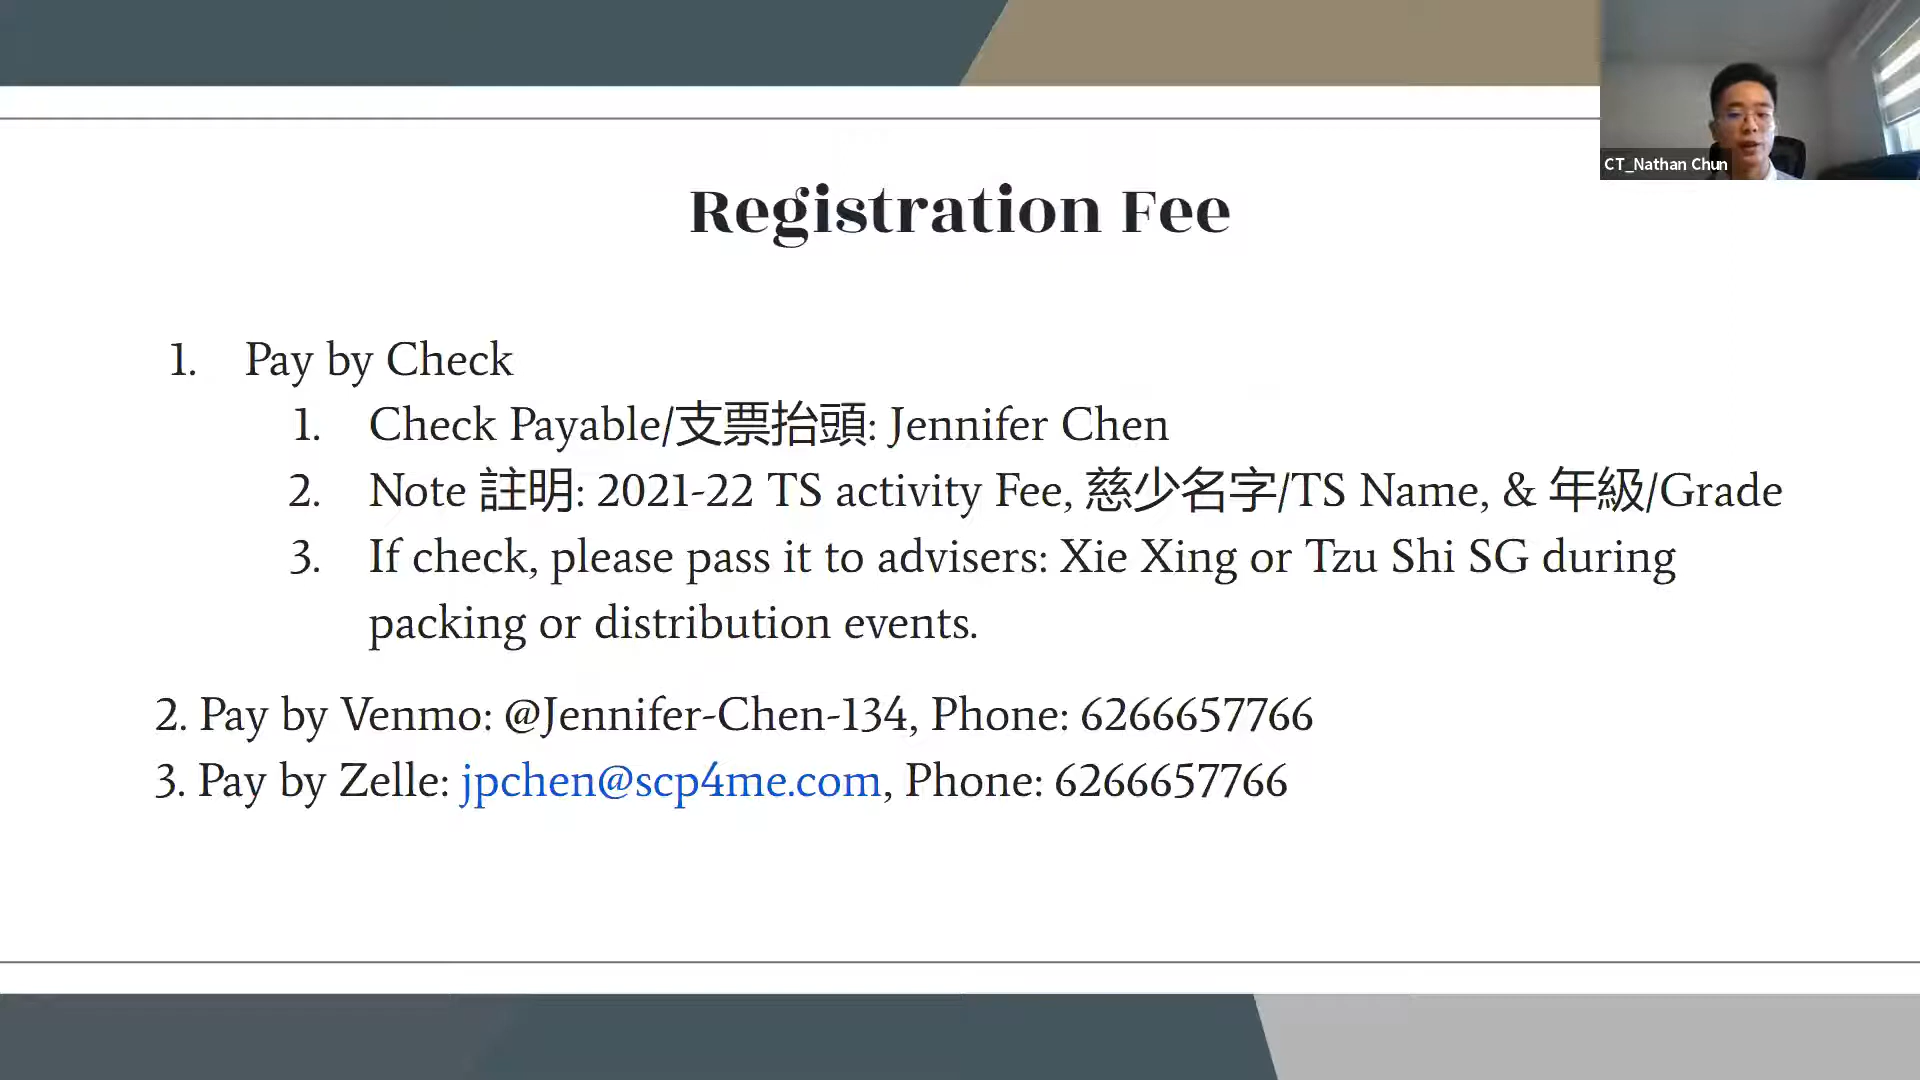 CT_Nathan Chun
Registration Fee
1. Pay by Check
1. Check Payable/支票抬頭: Jennifer Chen
2. Note 註明: 2021-22 TS activity Fee, 慈少名字/TS Name, & 年級/Grade
3. If check, please pass it to advisers: Xie Xing or Tzu Shi SG during
packing or distribution events.
2. Pay by Venmo: @Jennifer-Chen-134, Phone: 6266657766
3. Pay by Zelle: jpchen@scp4me.com, Phone: 6266657766